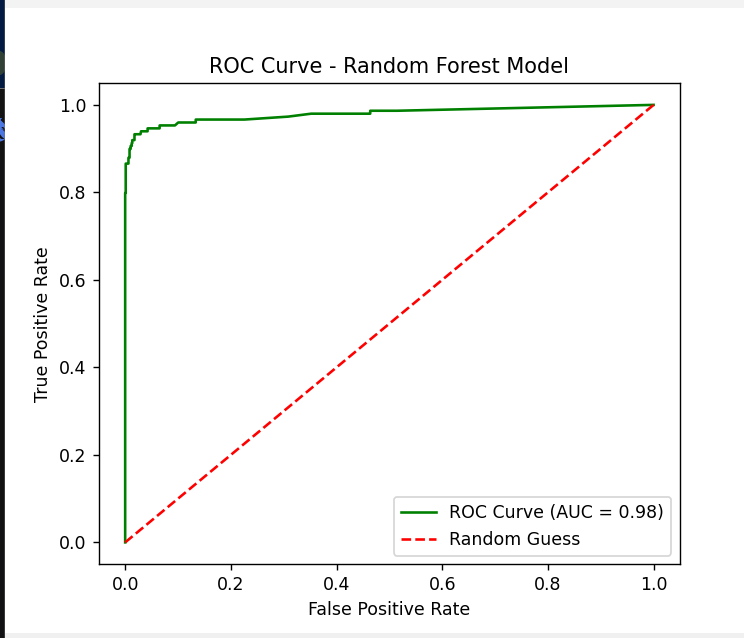 ROC Curve - Random Forest Model
True Positive Rate
1.0
0.8
0.6
0.4
0.2
0.0
ROC Curve (AUC = 0.98)
Random Guess
0.0 0.2 0.4 0.6 0.8 1.0
False Positive Rate